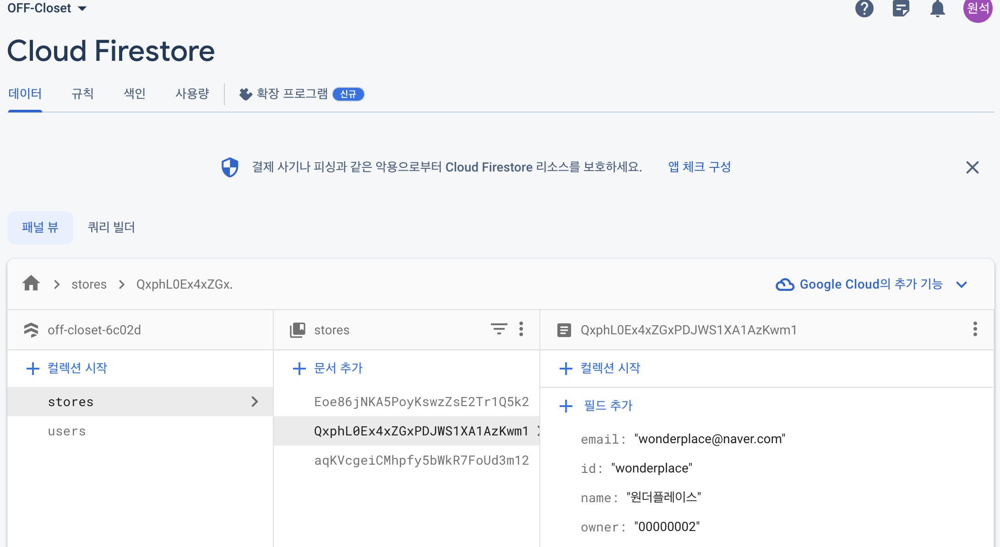 OFF-Closet
원석
Cloud Firestore
데이터 규칙 색인 사용량 확장 프로그램 신규
결제 사기나 피싱과 같은 악용으로부터 Cloud Firestore 리소스를 보호하세요. 앱 체크 구성
패널 뷰 쿼리 빌더
stores QxphL0Ex4xZGx. Google Cloud의 추가 기능
off-closet-6c02d
컬렉션 시작
stores
users
stores
문서 추가
Eoe86jNKA5PoyKswzZsE2Tr1Q5k2
QxphL0Ex4xZGxPDJWS1XA1AzKwm1
aqKVcgeiCMhpfy5bWkR7FoUd3m12
QxphL0Ex4xZGxPDJWS1XA1AzKwm1
컬렉션 시작
필드 추가
email: "wonderplace@naver.com"
id: "wonderplace"
name: "원더플레이스"
owner: "00000002"